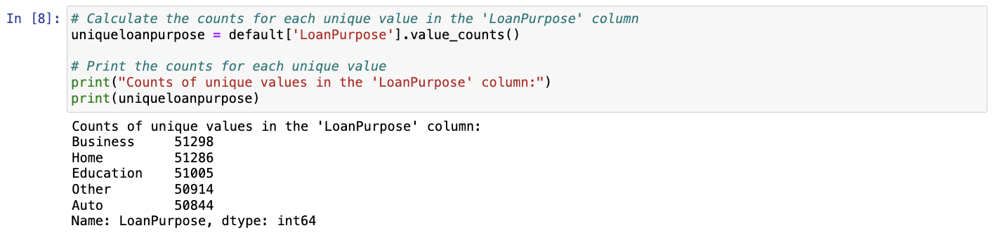 In [8]: # Calculate the counts for each unique value in the 'LoanPurpose' column
uniqueloanpurpose = default['LoanPurpose'].value_counts()
# Print the counts for each unique value
print("Counts of unique values in the 'LoanPurpose' column:")
print(uniqueloanpurpose)
Counts of unique values in the 'LoanPurpose' column:
Business     51298
Home         51286
Education    51005
Other        50914
Auto         50844
Name: LoanPurpose, dtype: int64